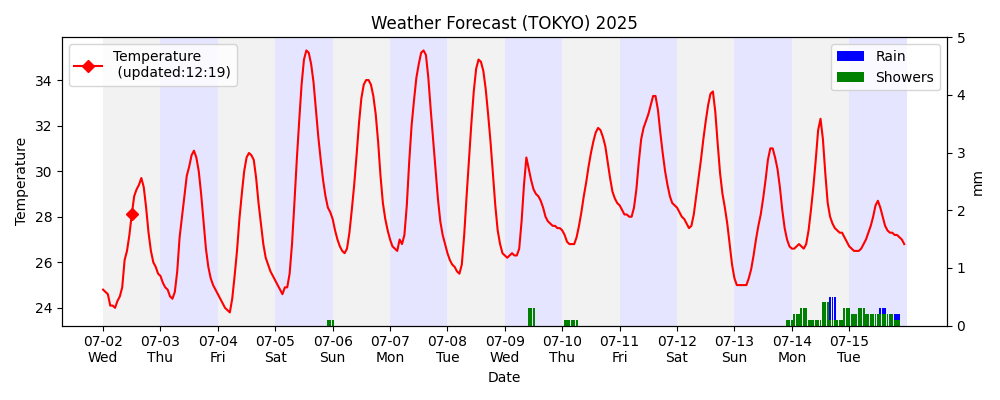 Weather Forecast (TOKYO) 2025
Temperature
(updated:12:19)
Rain
Showers
Temperature
34
32
30
28
26
24
5
4
3
2
1
0
mm
07-02 07-03 07-04 07-05 07-06 07-07 07-08 07-09 07-10 07-11 07-12 07-13 07-14 07-15
Wed Thu Fri Sat Sun Mon Tue Wed Thu Fri Sat Sun Mon Tue
Date